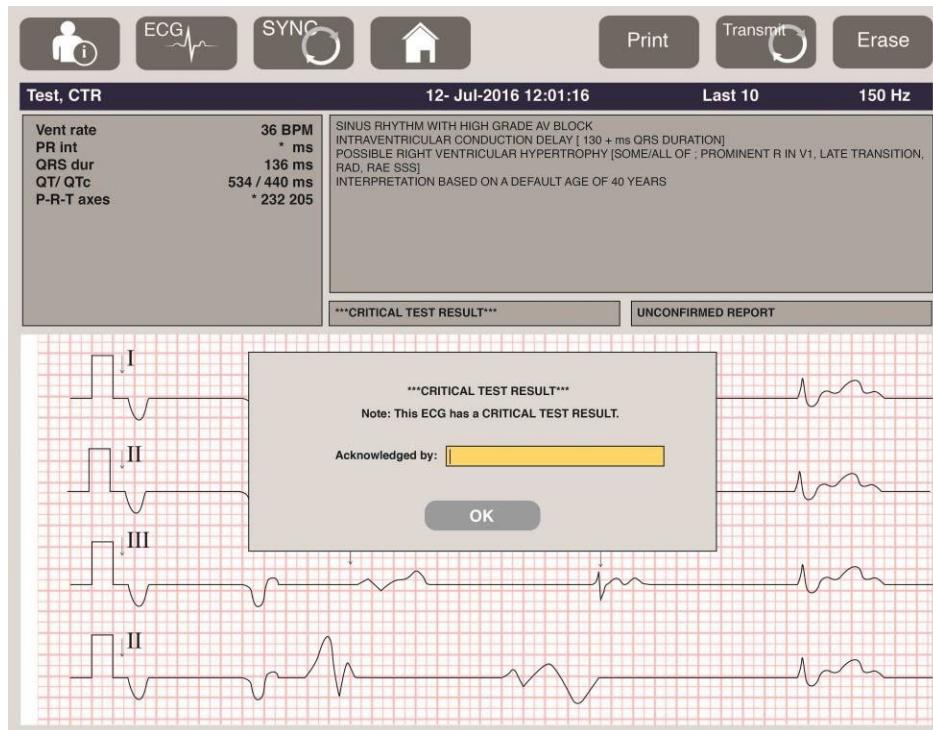 ECG
SYNC
Print
Transmit
Erase
Test, CTR 12- Jul-2016 12:01:16 Last 10 150 Hz
Vent rate 36 BPM
PR int * ms
QRS dur 136 ms
QT/ QTc 534 / 440 ms
P-R-T axes * 232 205
SINUS RHYTHM WITH HIGH GRADE AV BLOCK
INTRAVENTRICULAR CONDUCTION DELAY [ 130 + ms QRS DURATION]
POSSIBLE RIGHT VENTRICULAR HYPERTROPHY [SOME/ALL OF ; PROMINENT R IN V1, LATE TRANSITION,
RAD, RAE SSS]
INTERPRETATION BASED ON A DEFAULT AGE OF 40 YEARS
***CRITICAL TEST RESULT***
UNCONFIRMED REPORT
I
II
III
II
***CRITICAL TEST RESULT***
Note: This ECG has a CRITICAL TEST RESULT.
Acknowledged by:
OK